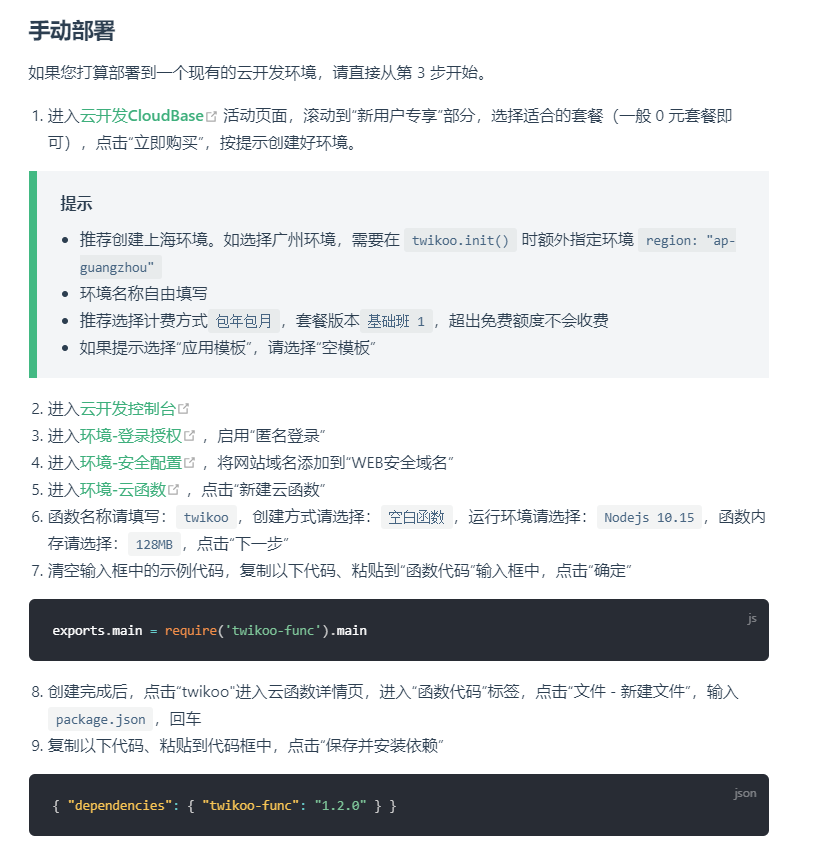 手动部署
如果您打算部署到一个现有的云开发环境，请直接从第 3 步开始。
1. 进入云开发CloudBase 活动页面，滚动到“新用户专享”部分，选择适合的套餐（一般 0 元套餐即
可），点击“立即购买”，按提示创建好环境。
提示
• 推荐创建上海环境。如选择广州环境，需要在 twikoo.init() 时额外指定环境 region: "ap-
guangzhou"
• 环境名称自由填写
• 推荐选择计费方式 包年包月 ，套餐版本 基础班 1 ，超出免费额度不会收费
• 如果提示选择“应用模板”，请选择“空模板”
2. 进入云开发控制台
3. 进入环境-登录授权 ，启用“匿名登录”
4. 进入环境-安全配置 ，将网站域名添加到“WEB安全域名”
5. 进入环境-云函数 ，点击“新建云函数”
6. 函数名称请填写： twikoo ，创建方式请选择： 空白函数 ，运行环境请选择： Nodejs 10.15 ，函数内
存请选择： 128MB ，点击“下一步”
7. 清空输入框中的示例代码，复制以下代码、粘贴到“函数代码”输入框中，点击“确定”
js
exports.main = require('twikoo-func').main
8. 创建完成后，点击“twikoo"进入云函数详情页，进入“函数代码”标签，点击“文件 - 新建文件”，输入
package.json ，回车
9. 复制以下代码、粘贴到代码框中，点击“保存并安装依赖”
json
{ "dependencies": { "twikoo-func": "1.2.0" } }